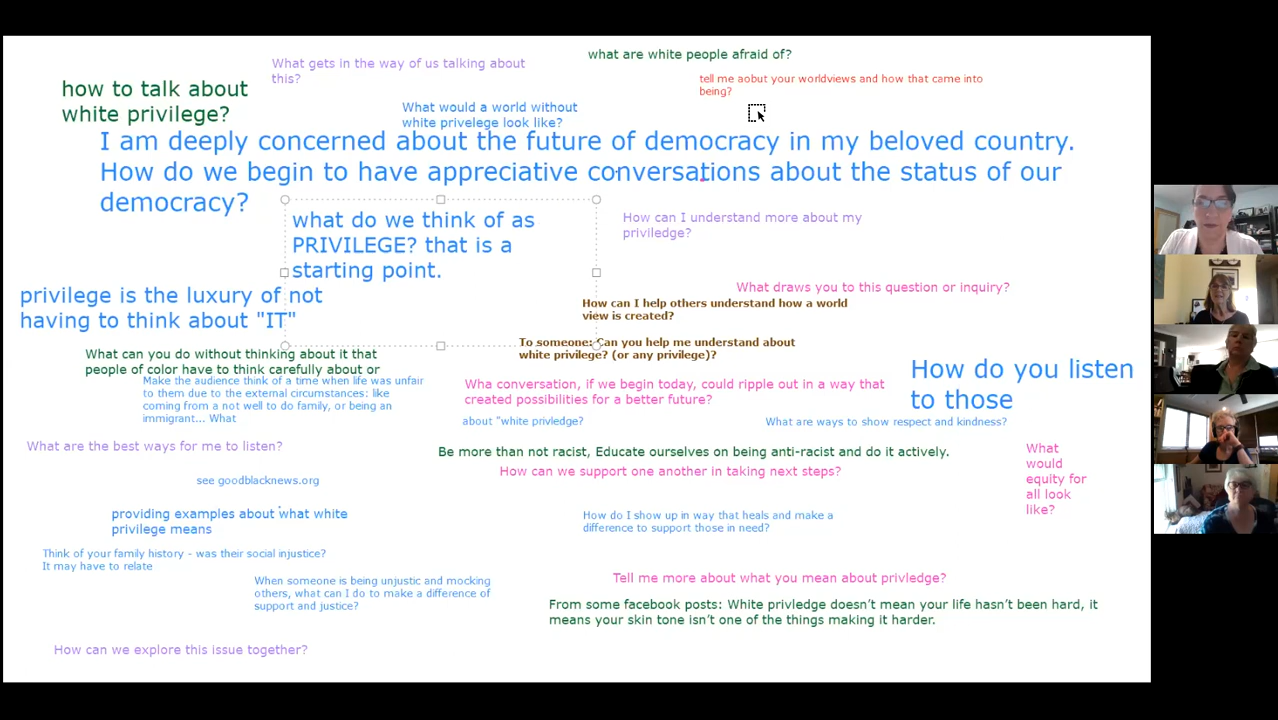 what are white people afraid of?
What gets in the way of us talking about
this?
tell me aobut your worldviews and how that came into
being?
how to talk about
white privilege?
What would a world without
white privelege look like?
I am deeply concerned about the future of democracy in my beloved country.
How do we begin to have appreciative conversations about the status of our
democracy?
what do we think of as
PRIVILEGE? that is a
starting point.
How can I understand more about my
priviledge?
privilege is the luxury of not
having to think about "IT"
What draws you to this question or inquiry?
How can I help others understand how a world
view is created?
To someone: Can you help me understand about
white privilege? (or any privilege)?
What can you do without thinking about it that
people of color have to think carefully about or
Make the audience think of a time when life was unfair
to them due to the external circumstances: like
coming from a not well to do family, or being an
immigrant... What
Wha conversation, if we begin today, could ripple out in a way that
created possibilities for a better future?
How do you listen
to those
about "white privledge?
What are ways to show respect and kindness?
What are the best ways for me to listen?
Be more than not racist, Educate ourselves on being anti-racist and do it actively.
How can we support one another in taking next steps?
What
would
equity for
all look
like?
see goodblacknews.org
providing examples about what white
privilege means
How do I show up in way that heals and make a
difference to support those in need?
Think of your family history - was their social injustice?
It may have to relate
When someone is being unjustic and mocking
others, what can I do to make a difference of
support and justice?
Tell me more about what you mean about privledge?
From some facebook posts: White privledge doesn’t mean your life hasn’t been hard, it
means your skin tone isn’t one of the things making it harder.
How can we explore this issue together?